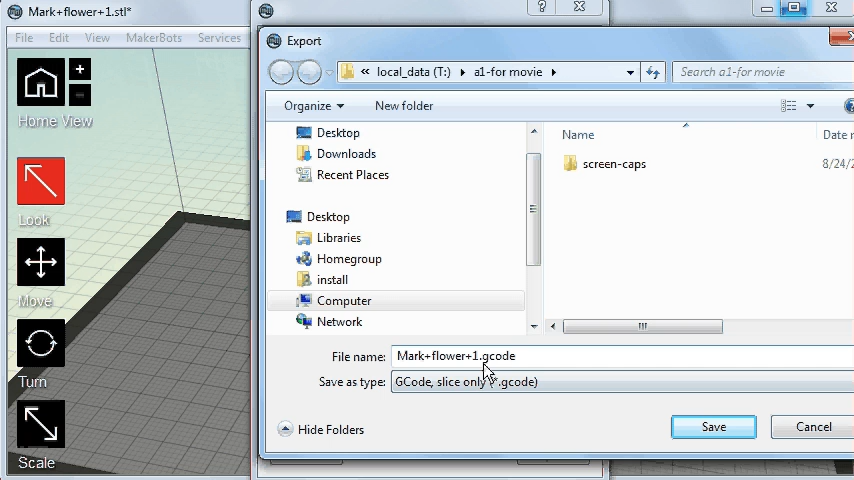 Mark+flower+1.stl*
File Edit View MakerBots Services
+
Home View
Look
Move
Turn
Scale
?
Export
« local_data (T:) a1-for movie
Search a1-for movie
Organize New folder
Desktop
Downloads
Recent Places
Desktop
Libraries
Homegroup
install
Computer
Network
Name Date
screen-caps 8/24/2
File name: Mark+flower+1.gcode
Save as type: GCode, slice only (*.gcode)
Hide Folders
Save Cancel